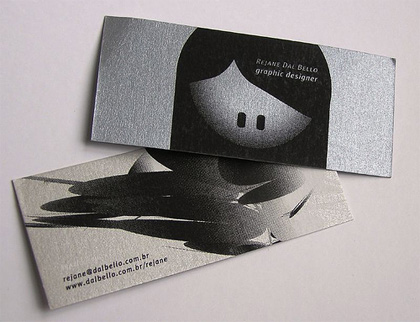 Rejane Dal Bello
graphic designer
rejane@dalbello.com.br
www.dalbello.com.br/rejane